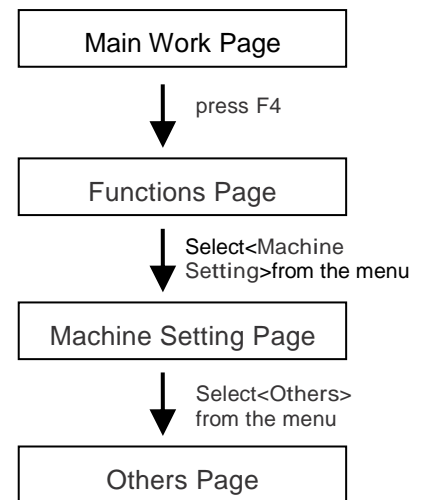 Main Work Page
press F4
Functions Page
Select<Machine
Setting>from the menu
Machine Setting Page
Select<Others>
from the menu
Others Page